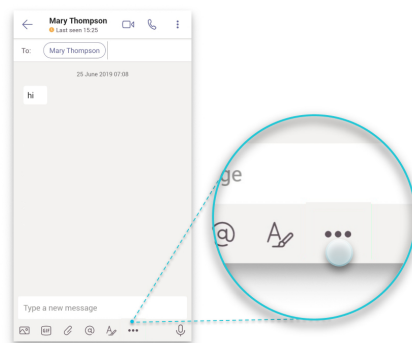 Mary Thompson
Last seen 15:25
To: Mary Thompson
25 June 2019 07:08
hi
Type a new message
GIF @ A
ge
@ A